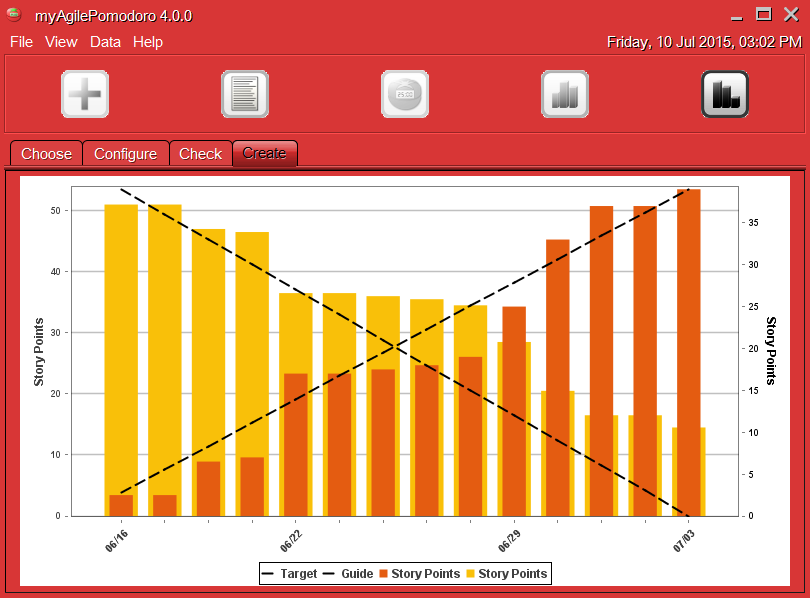 myAgilePomodoro 4.0.0
File View Data Help
Friday, 10 Jul 2015, 03:02 PM
25:00
Choose Configure Check Create
Story Points
50
40
30
20
10
0
35
30
25
20
15
10
5
0
Story Points
06/16
06/22
06/29
07/03
Target Guide Story Points Story Points